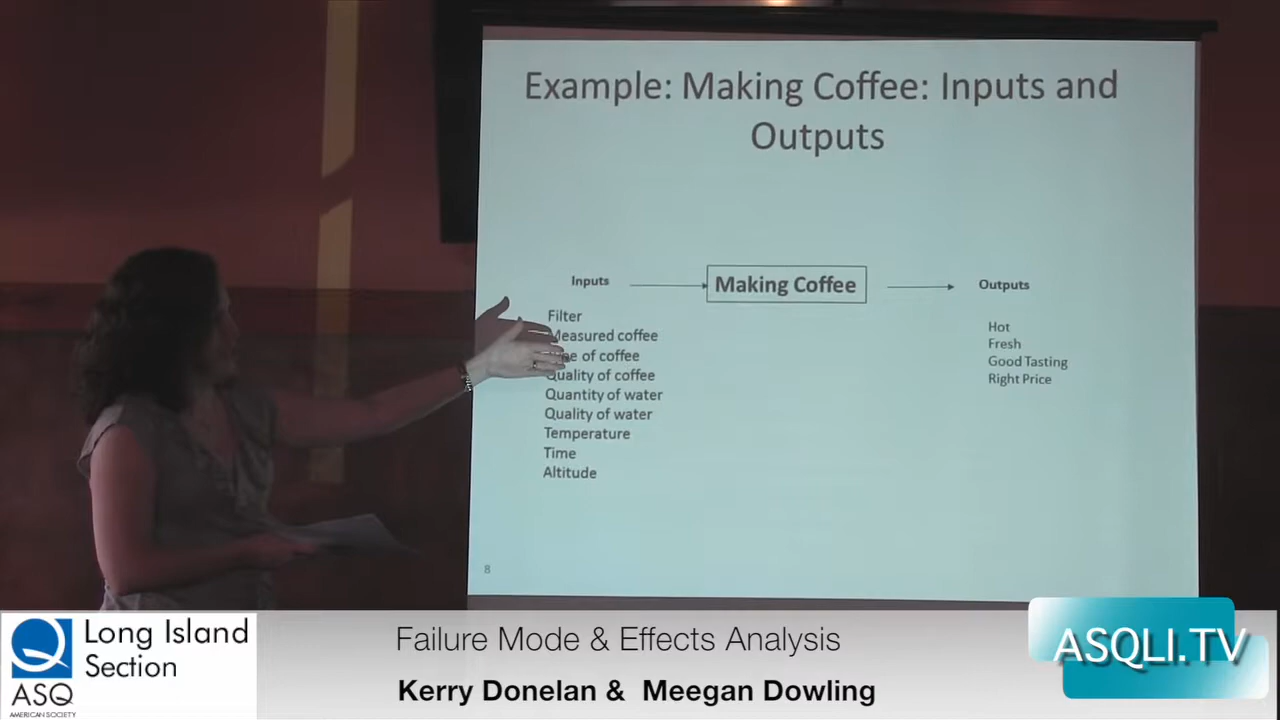 Example: Making Coffee: Inputs and
Outputs
Inputs
Making Coffee
Outputs
Filter
Measured coffee
of coffee
Quality of coffee
Quantity of water
Quality of water
Temperature
Time
Altitude
Hot
Fresh
Good Tasting
Right Price
8
Long Island
Section
ASQ
AMERICAN SOCIETY
Failure Mode & Effects Analysis
Kerry Donelan & Meegan Dowling
ASQLI.TV